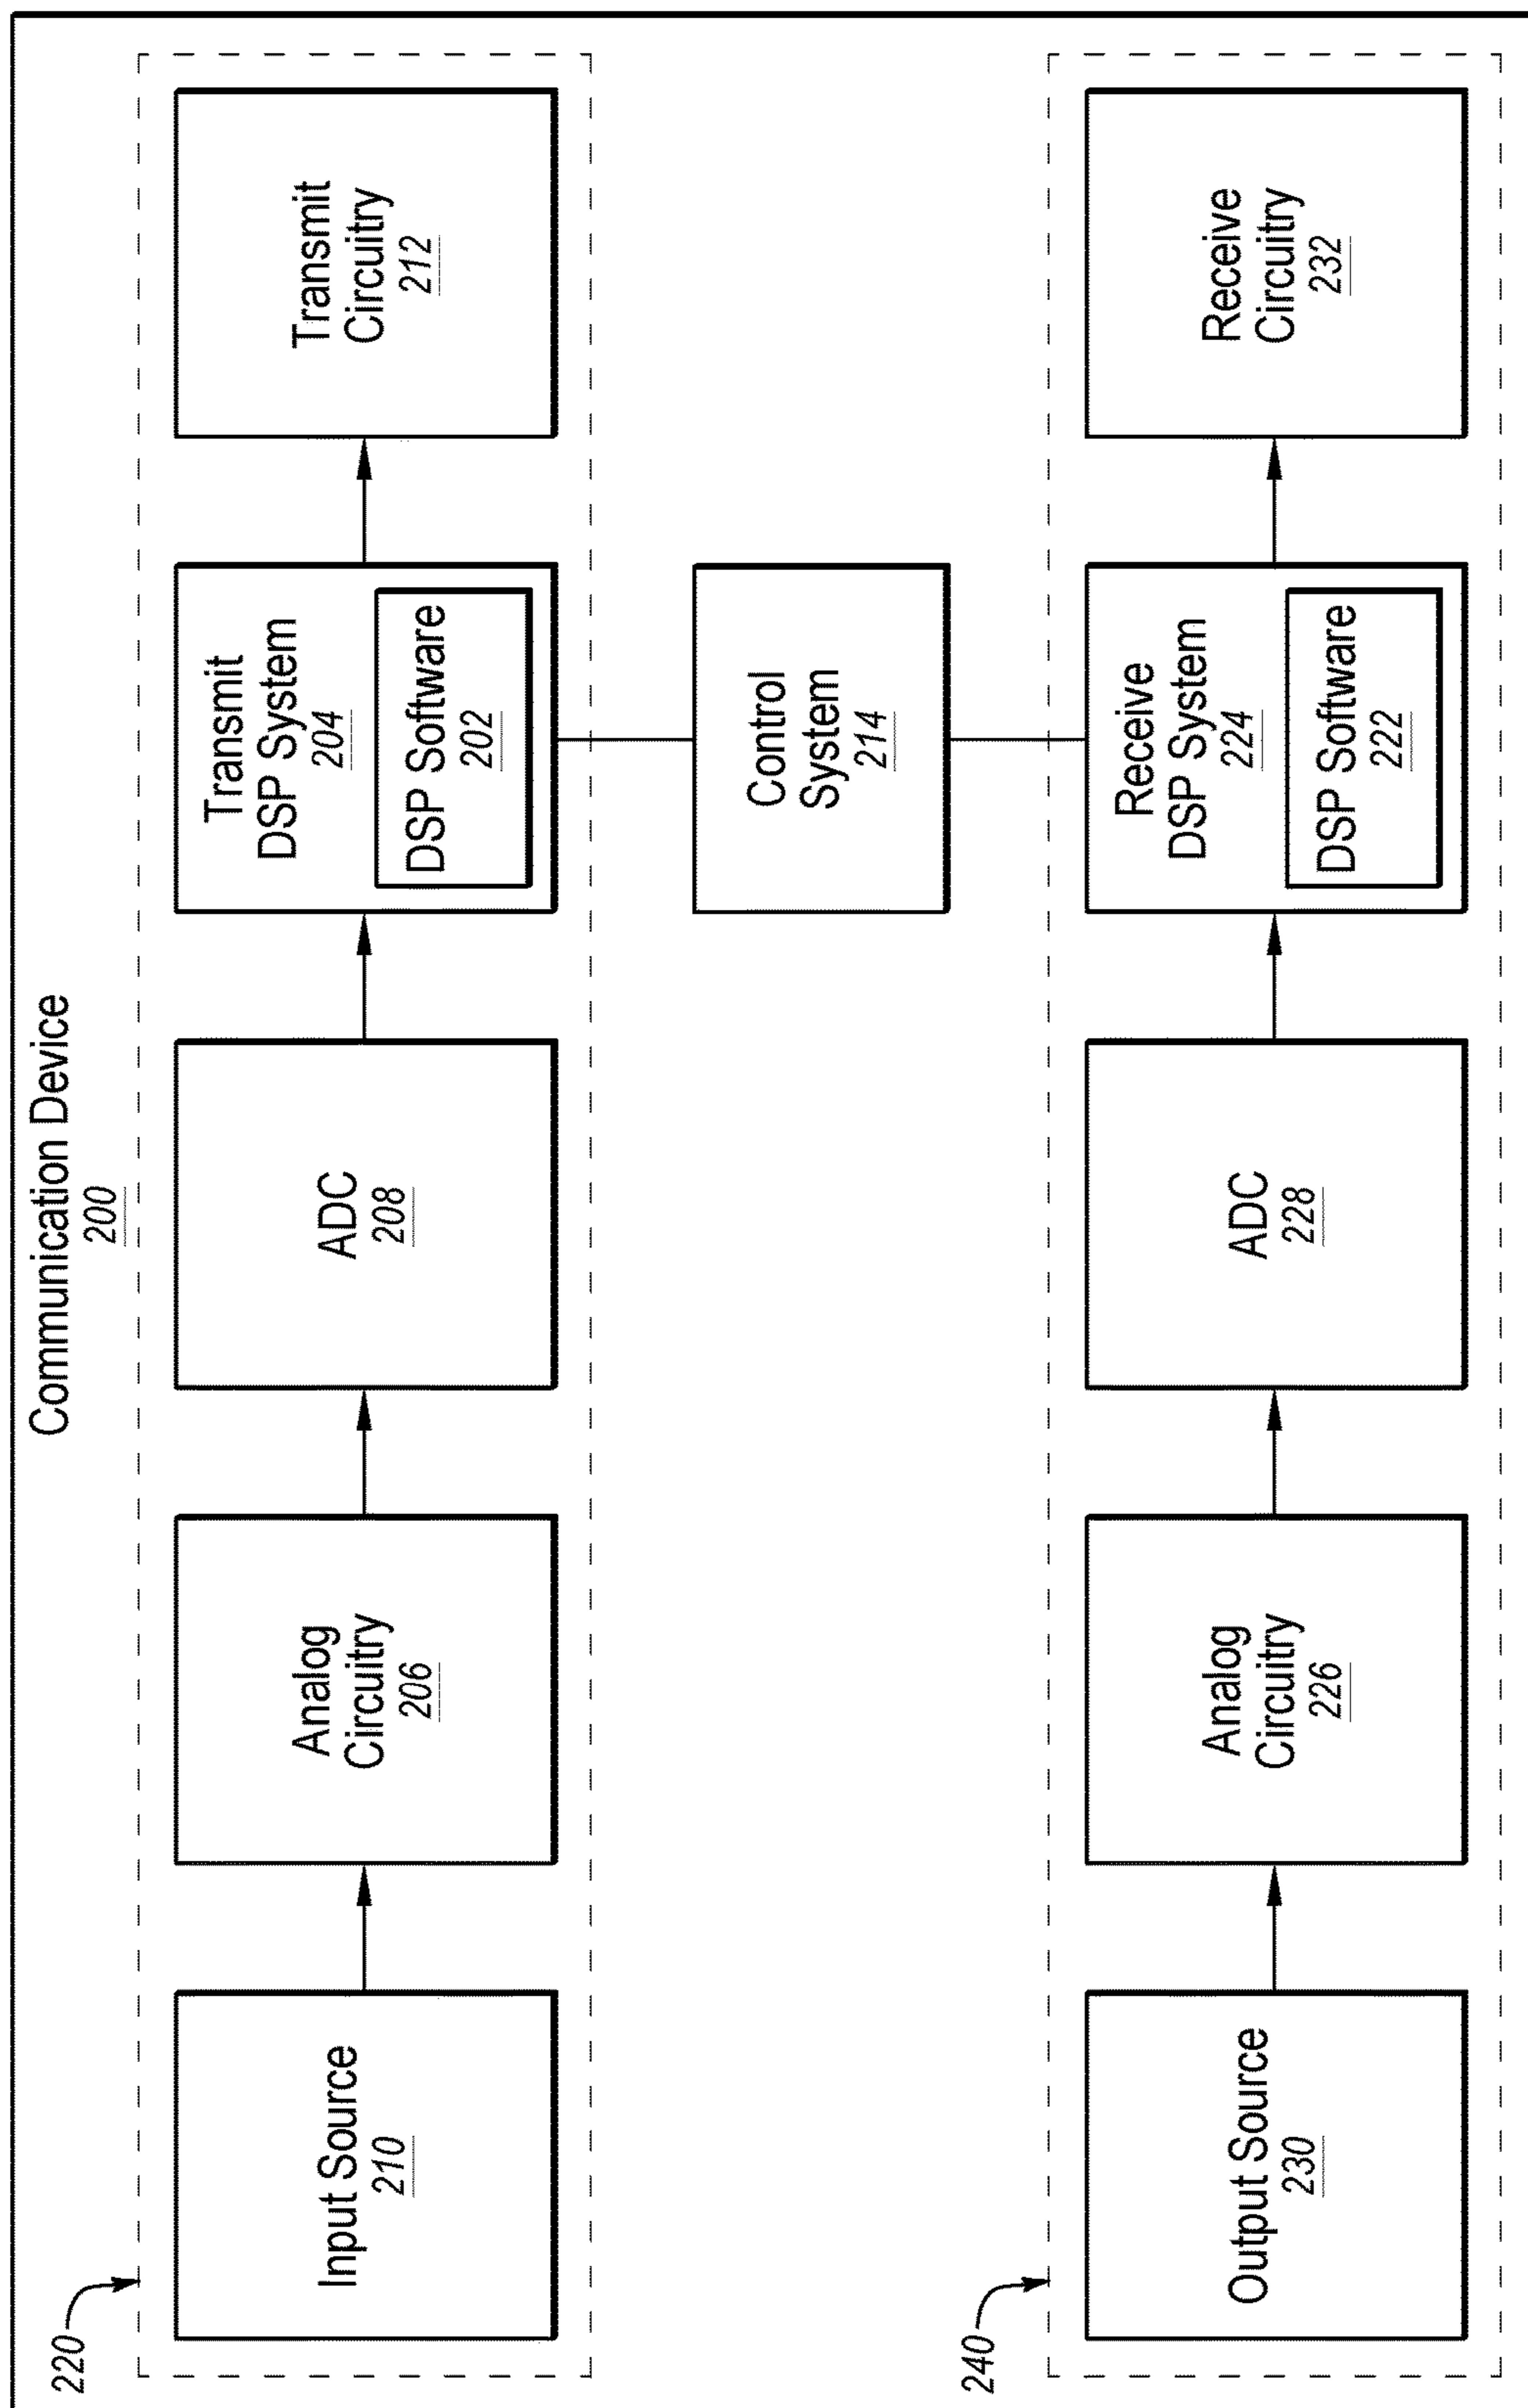 Communication Device
200
220
Input Source
210
Analog
Circuitry
206
ADC
208
Transmit
DSP System
204
DSP Software
202
Transmit
Circuitry
212
Control
System
214
240
Output Source
230
Analog
Circuitry
226
ADC
228
Receive
DSP System
224
DSP Software
222
Receive
Circuitry
232